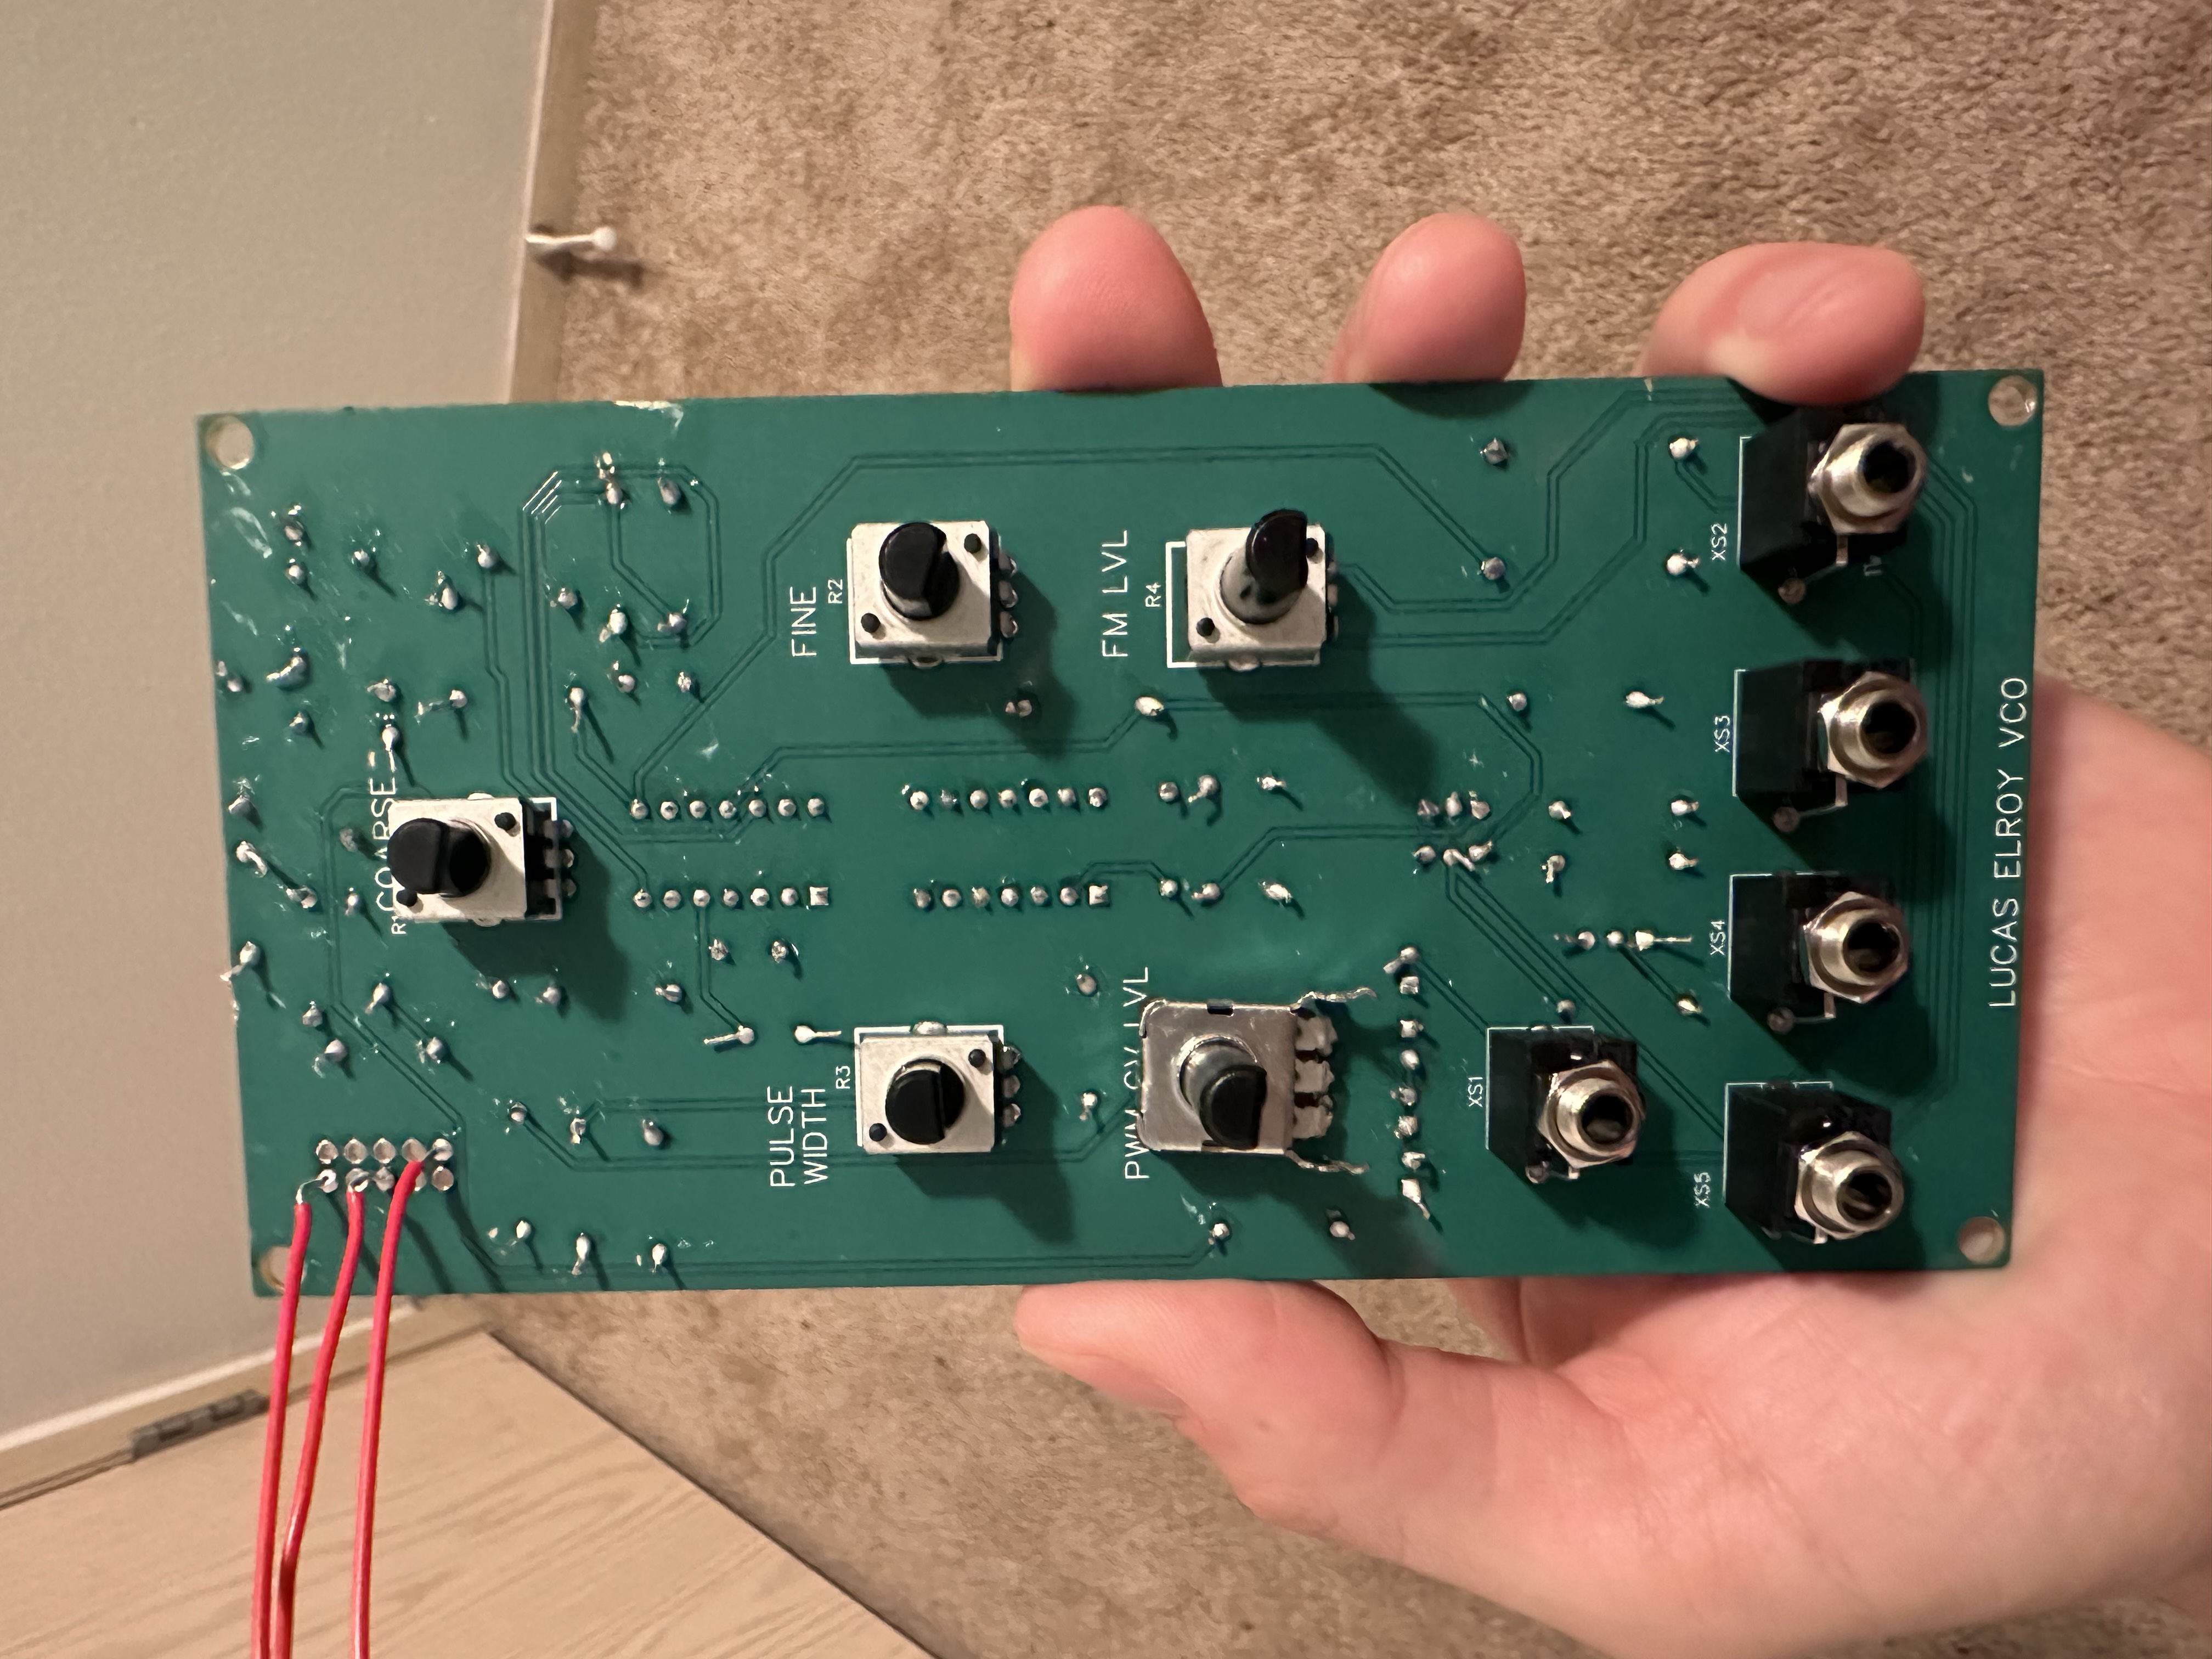 COARSE
PULSE
WIDTH
R3
FINE
R2
PWM CV LVL
FM LVL
R4
XS1
XS5
XS4
XS3
XS2
LUCAS ELROY VCO